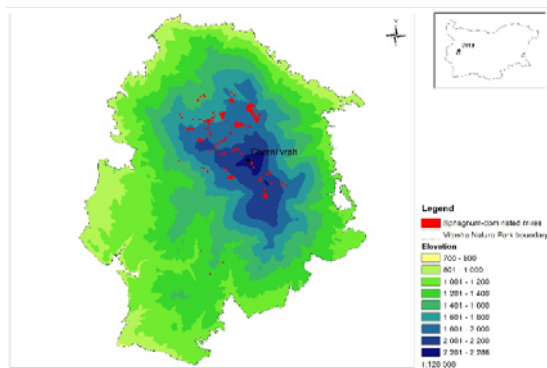 Cherni vrah
Legend
Sphagnum-dominated mires
Vitosha Nature Park boundary
Elevation
700 - 800
801 - 1 000
1 001 - 1 200
1 201 - 1 400
1 401 - 1 600
1 601 - 1 800
1 801 - 2 000
2 001 - 2 200
2 201 - 2 286
1:120 000